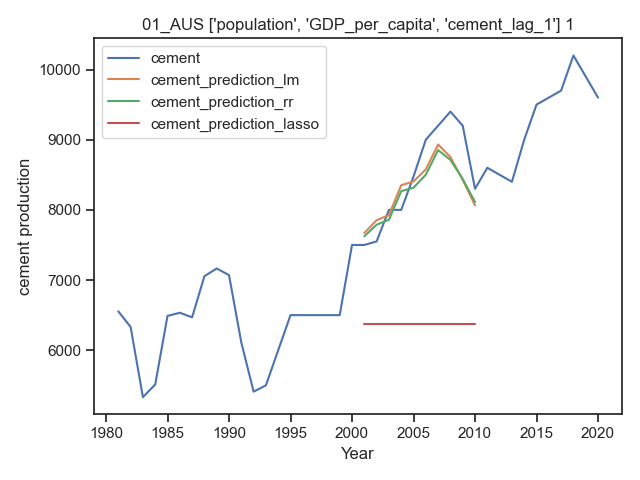 01_AUS ['population', 'GDP_per_capita', 'cement_lag_1'] 1
cement
cement_prediction_lm
cement_prediction_rr
cement_prediction_lasso
10000
9000
8000
7000
6000
cement production
1980 1985 1990 1995 2000 2005 2010 2015 2020
Year